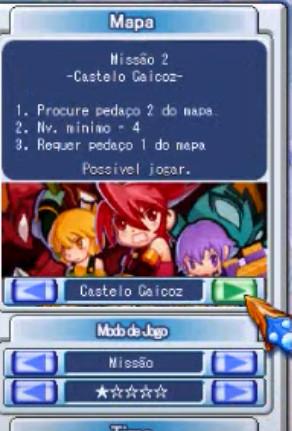 Mapa
Missão 2
-Castelo Gaicoz-
1. Procure pedaço 2 do mapa.
2. Nv. mínimo - 4
3. Requer pedaço 1 do mapa
Possivel jogar.
Castelo Gaicoz
Modo de Jogo
Missão
★☆☆☆☆